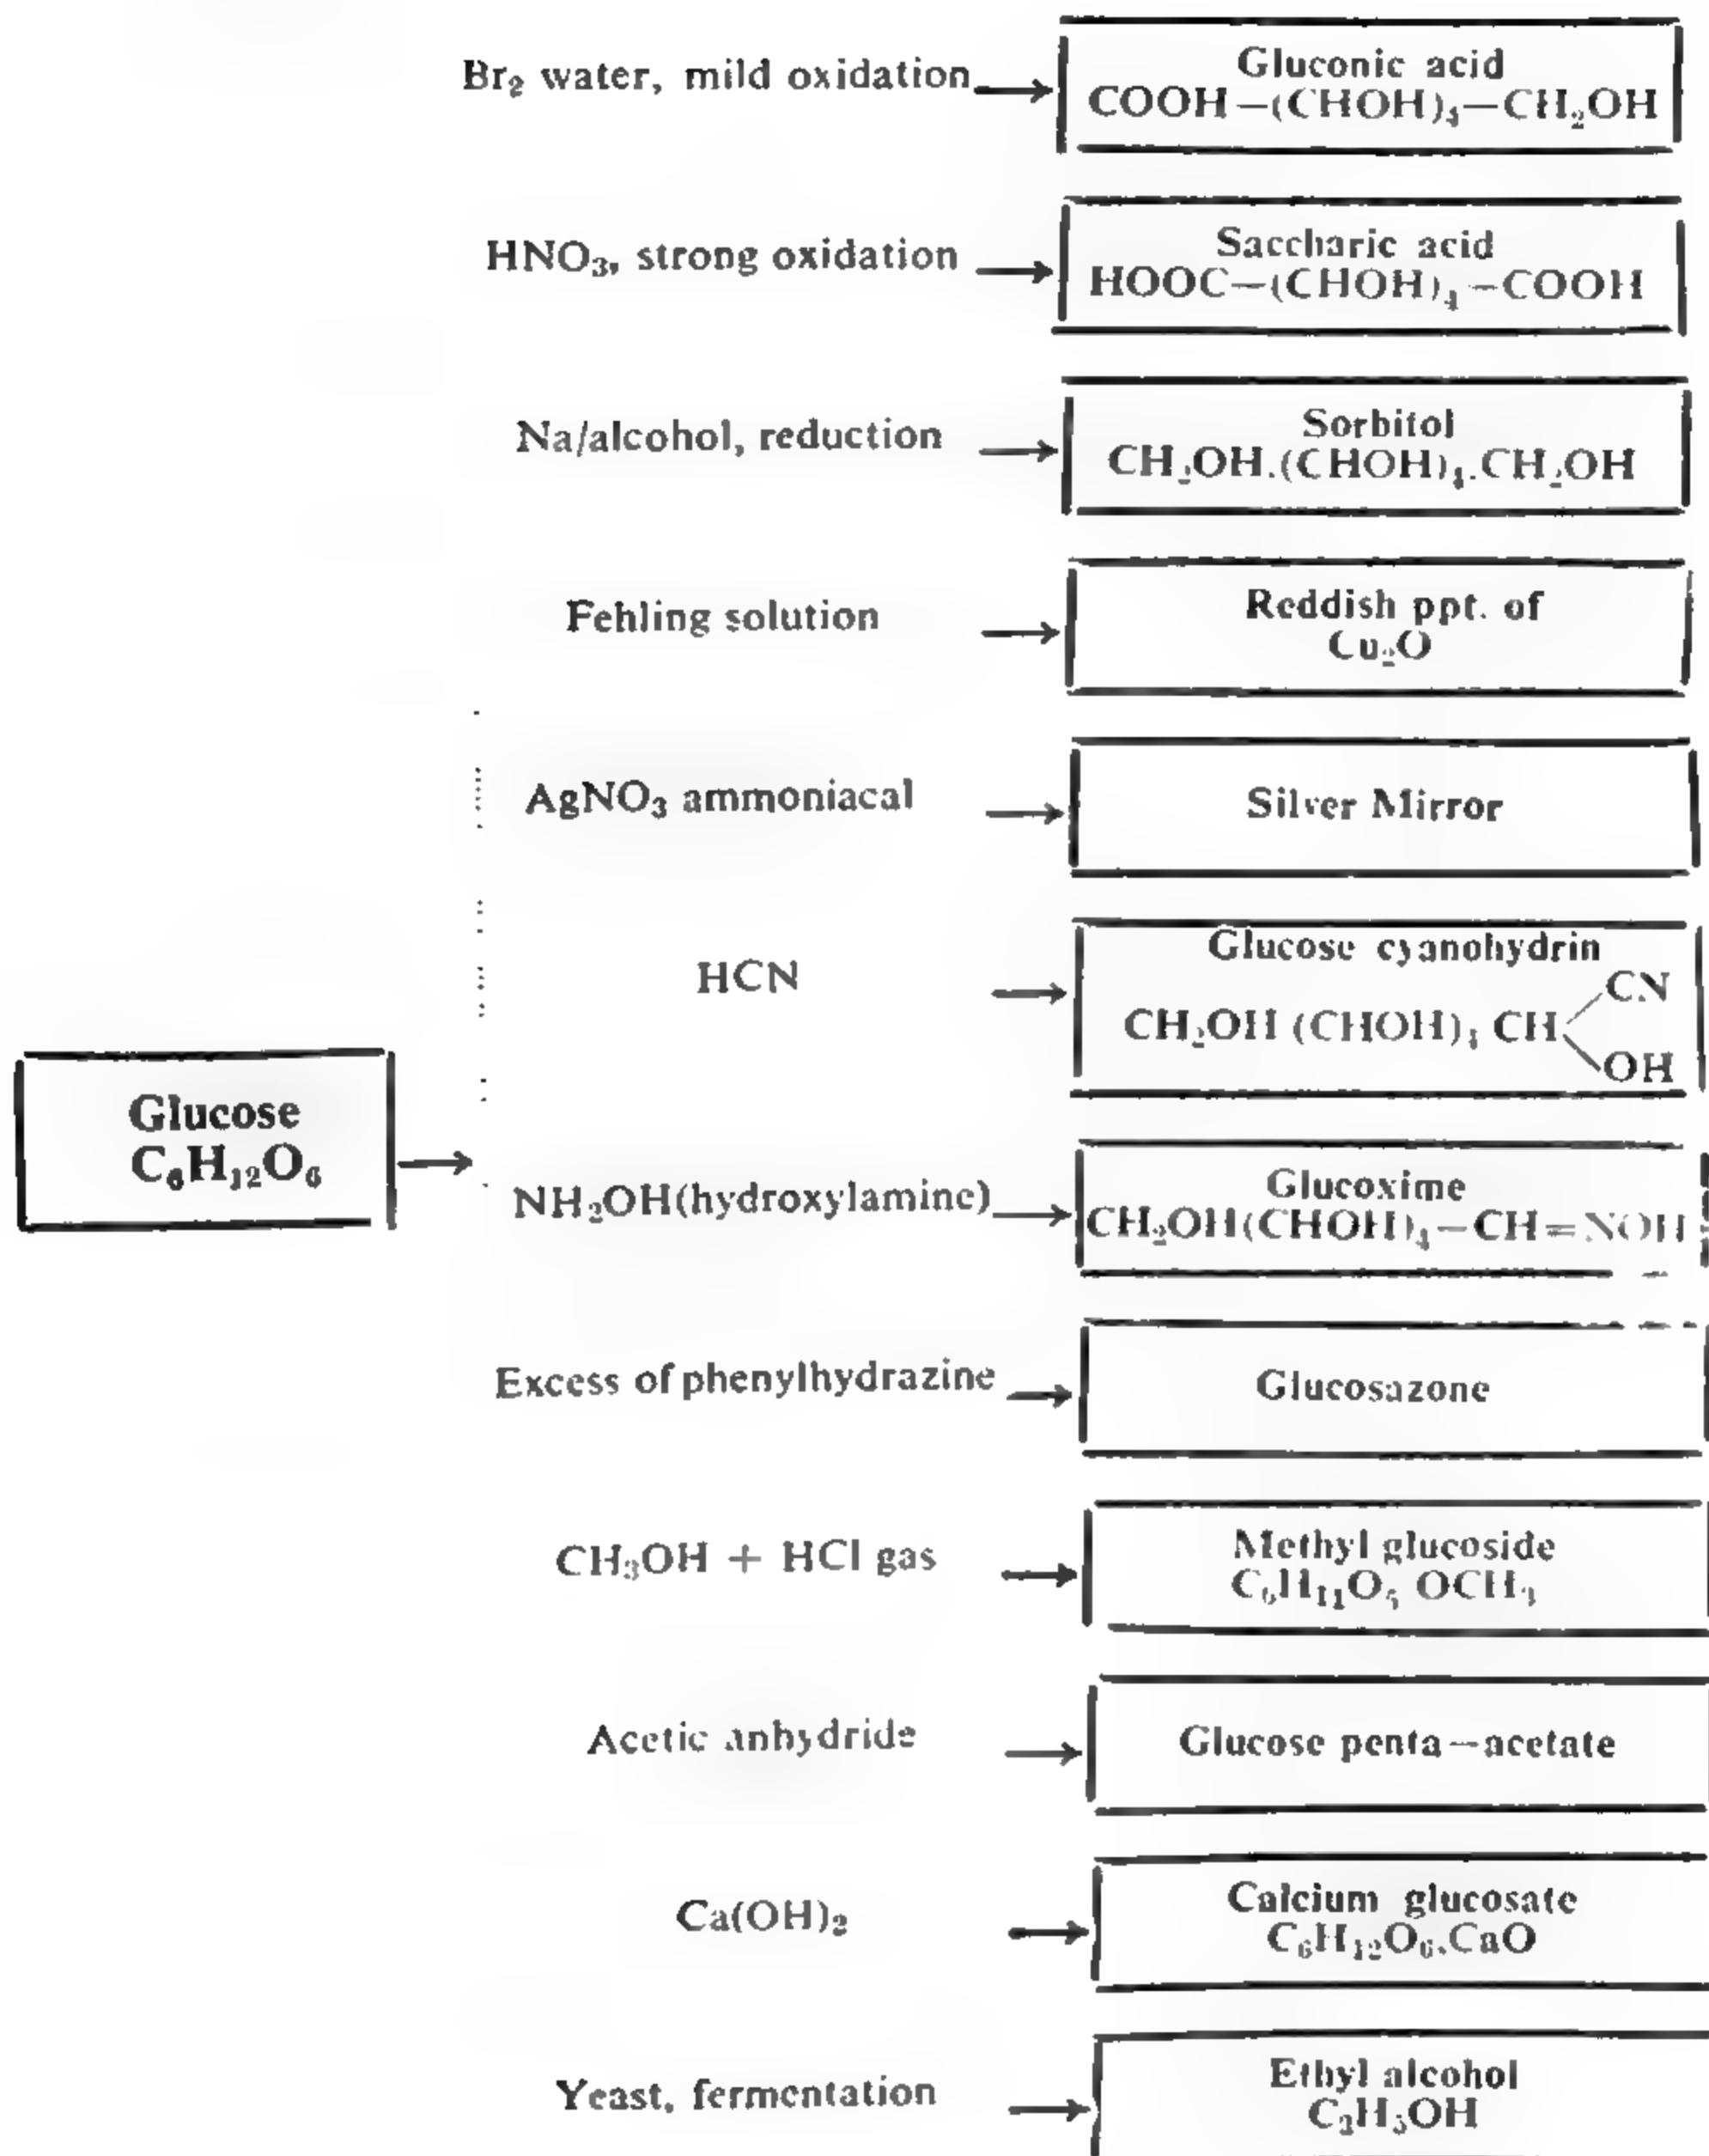 Br₂ water, mild oxidation
Gluconic acid
COOH—(CHOH)₄—CH₂OH
HNO₃, strong oxidation
Saccharic acid
HOOC—(CHOH)₄—COOH
Na/alcohol, reduction
Sorbitol
CH₂OH.(CHOH)₄.CH₂OH
Fehling solution
Reddish ppt. of
Cu₂O
AgNO₃ ammoniacal
Silver Mirror
HCN
Glucose cyanohydrin
CN
CH₂OH (CHOH)₄ CH
OH
Glucose
C₆H₁₂O₆
NH₂OH(hydroxylamine)
Glucoxime
CH₂OH(CHOH)₄—CH=NOH
Excess of phenylhydrazine
Glucosazone
CH₃OH + HCl gas
Methyl glucoside
C₆H₁₁O₅ OCH₃
Acetic anhydride
Glucose penta—acetate
Ca(OH)₂
Calcium glucosate
C₆H₁₂O₆.CaO
Yeast, fermentation
Ethyl alcohol
C₂H₅OH